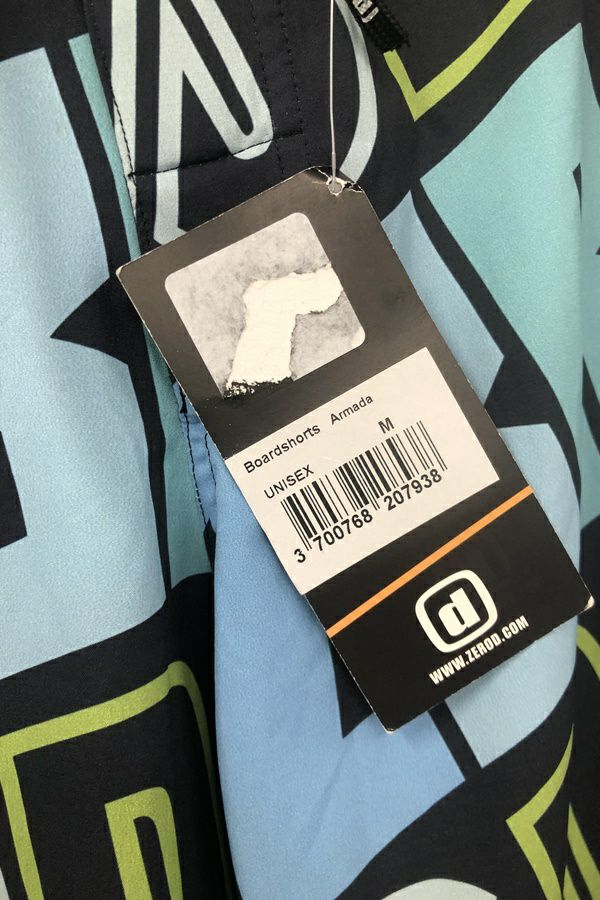 Boardshorts Armada
UNISEX M
3 700768 207938
d
WWW.ZEROD.COM